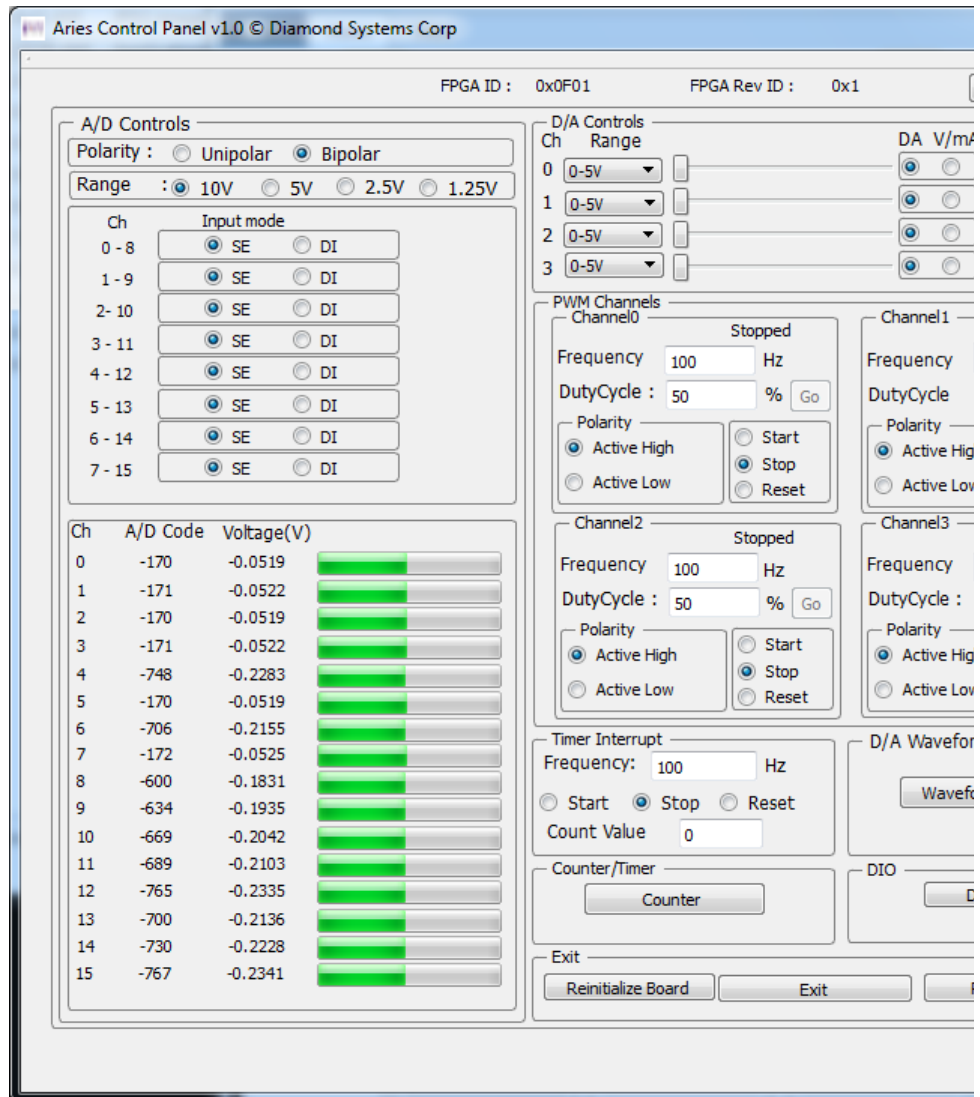 Aries Control Panel v1.0 © Diamond Systems Corp
FPGA ID : 0x0F01 FPGA Rev ID : 0x1
A/D Controls
Polarity : Unipolar Bipolar
Range : 10V 5V 2.5V 1.25V
Ch Input mode
0 - 8 SE DI
1 - 9 SE DI
2- 10 SE DI
3 - 11 SE DI
4 - 12 SE DI
5 - 13 SE DI
6 - 14 SE DI
7 - 15 SE DI
Ch A/D Code Voltage(V)
0 -170 -0.0519
1 -171 -0.0522
2 -170 -0.0519
3 -171 -0.0522
4 -748 -0.2283
5 -170 -0.0519
6 -706 -0.2155
7 -172 -0.0525
8 -600 -0.1831
9 -634 -0.1935
10 -669 -0.2042
11 -689 -0.2103
12 -765 -0.2335
13 -700 -0.2136
14 -730 -0.2228
15 -767 -0.2341
D/A Controls
Ch Range DA V/mA
0 0-5V
1 0-5V
2 0-5V
3 0-5V
PWM Channels
Channel0
Stopped
Frequency 100 Hz
DutyCycle : 50 % Go
Polarity
Active High
Active Low
Start
Stop
Reset
Channel1
Frequency
DutyCycle
Polarity
Active Hig
Active Low
Channel2
Stopped
Frequency 100 Hz
DutyCycle : 50 % Go
Polarity
Active High
Active Low
Start
Stop
Reset
Channel3
Frequency
DutyCycle :
Polarity
Active Hig
Active Low
Timer Interrupt
Frequency: 100 Hz
Start Stop Reset
Count Value 0
D/A Wavefor
Wavefo
Counter/Timer
Counter
DIO
D
Exit
Reinitialize Board Exit